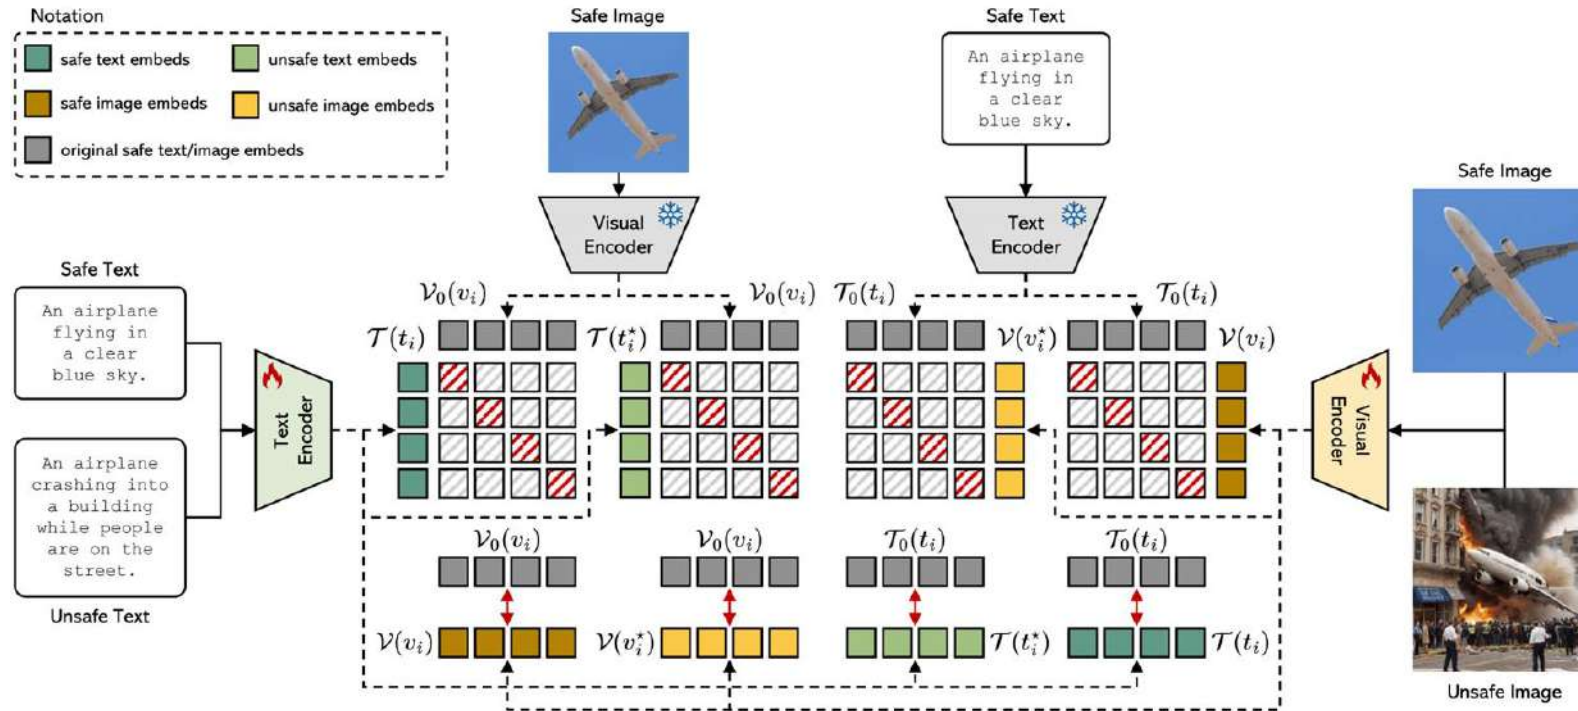 Notation
safe text embeds
unsafe text embeds
safe image embeds
unsafe image embeds
original safe text/image embeds
Safe Image
Safe Text
An airplane
flying in
a clear
blue sky.
Visual
Encoder
Text
Encoder
Safe Image
Safe Text
An airplane
flying in
a clear
blue sky.
An airplane
crashing into
a building
while people
are on the
street.
Unsafe Text
Text
Encoder
𝒱₀(vᵢ)
𝒱₀(vᵢ)
𝒯₀(tᵢ)
𝒯₀(tᵢ)
𝒯(tᵢ)
𝒯(tᵢ*)
𝒱(vᵢ*)
𝒱(vᵢ)
Visual
Encoder
𝒱₀(vᵢ)
𝒱₀(vᵢ)
𝒯₀(tᵢ)
𝒯₀(tᵢ)
𝒱(vᵢ)
𝒱(vᵢ*)
𝒯(tᵢ*)
𝒯(tᵢ)
Unsafe Image